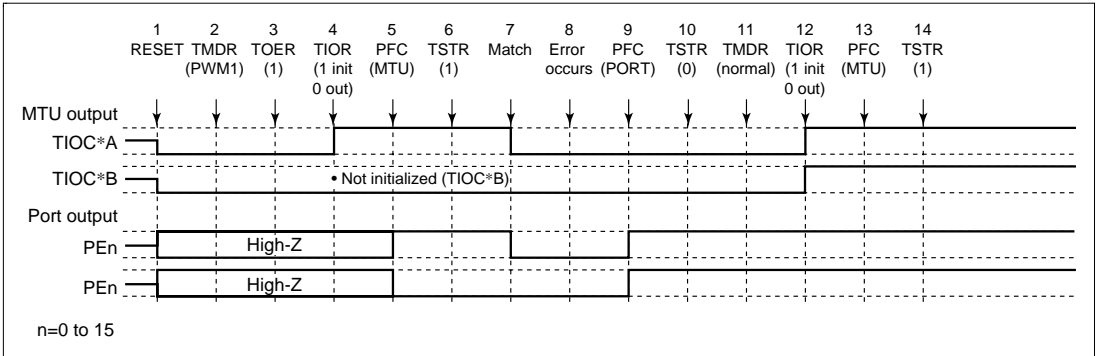 1 2 3 4 5 6 7 8 9 10 11 12 13 14
RESET TMDR TOER TIOR PFC TSTR Match Error PFC TSTR TMDR TIOR PFC TSTR
(PWM1) (1) (1 init (MTU) (1) occurs (PORT) (0) (normal) (1 init (MTU) (1)
0 out) 0 out)
MTU output
TIOC*A
TIOC*B
• Not initialized (TIOC*B)
Port output
PEn High-Z
PEn High-Z
n=0 to 15